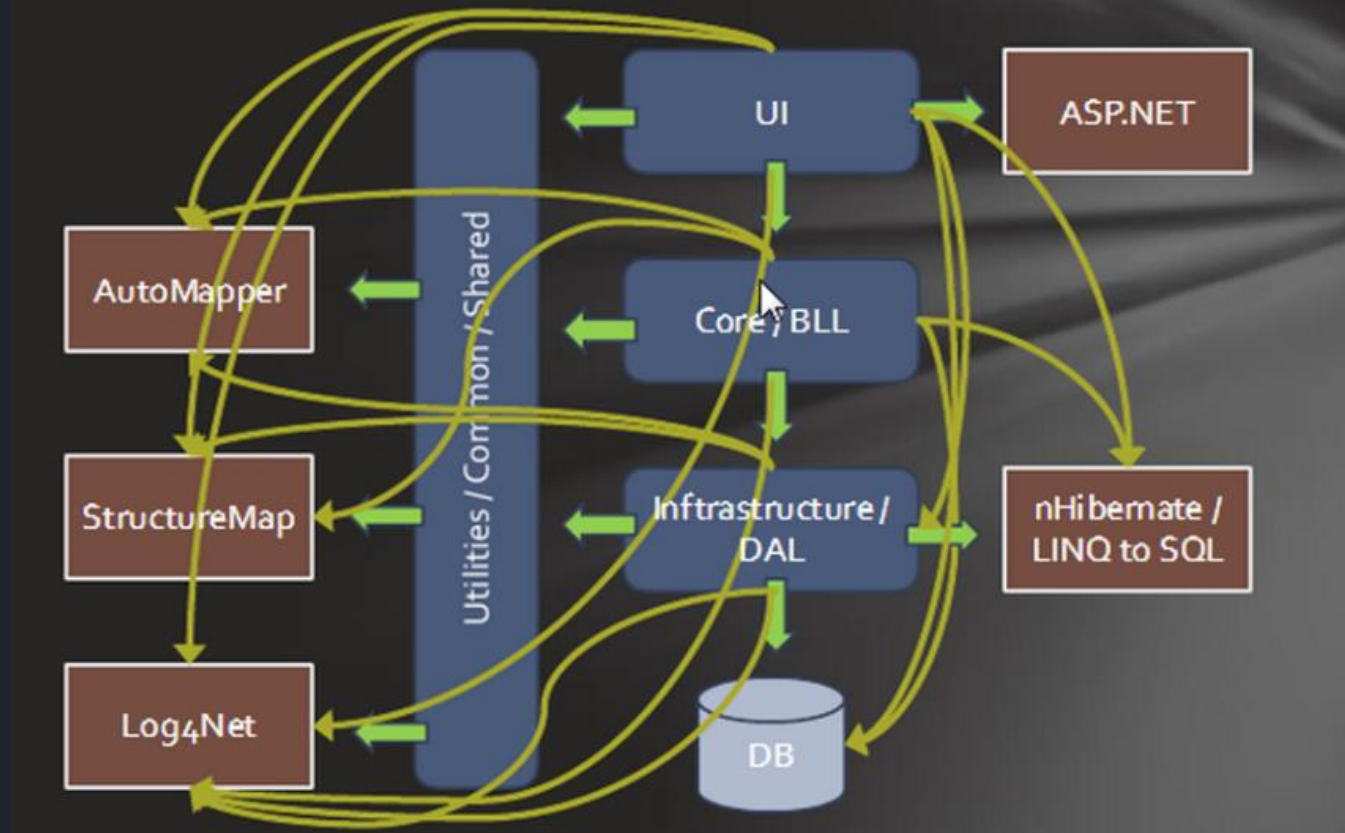 UI
ASP.NET
Utilities / Common / Shared
AutoMapper
Core / BLL
StructureMap
Inftrastructure/
DAL
nHibernate /
LINQ to SQL
Log4Net
DB